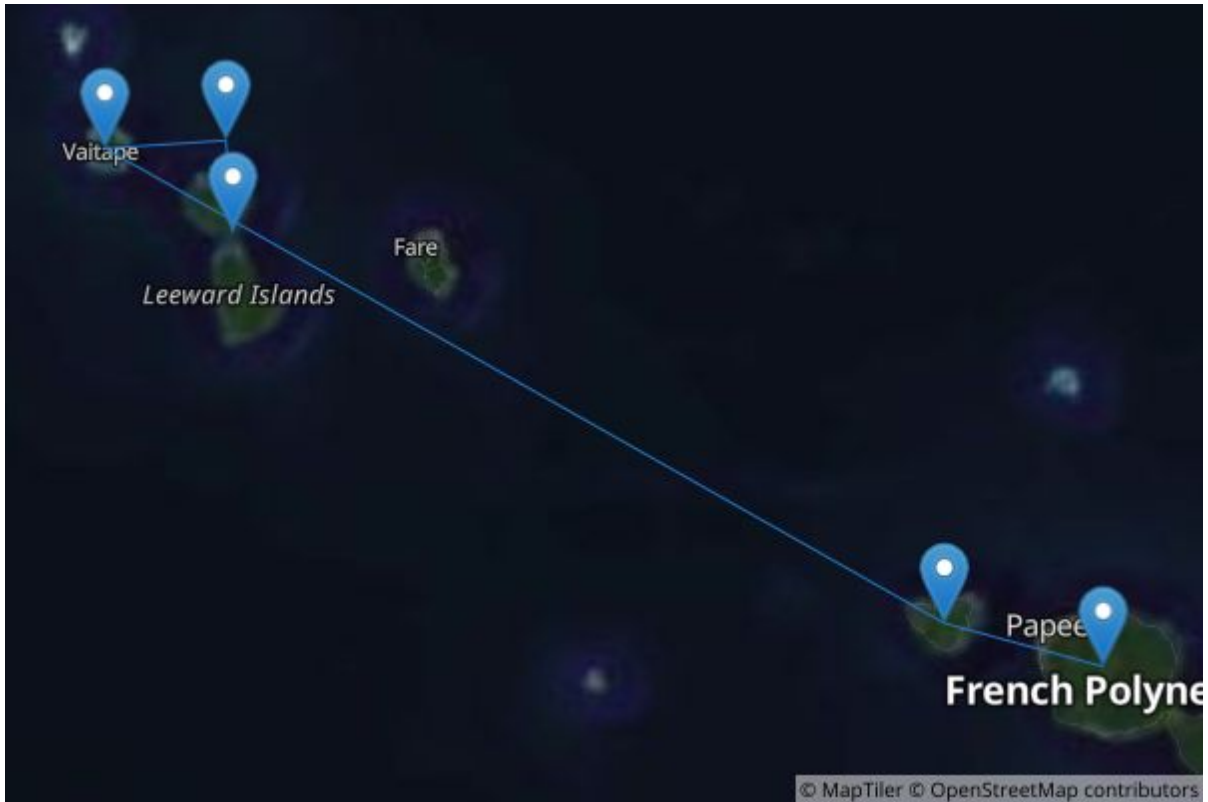 Vaitape
Fare
Leeward Islands
Papee
French Polyne
© MapTiler © OpenStreetMap contributors